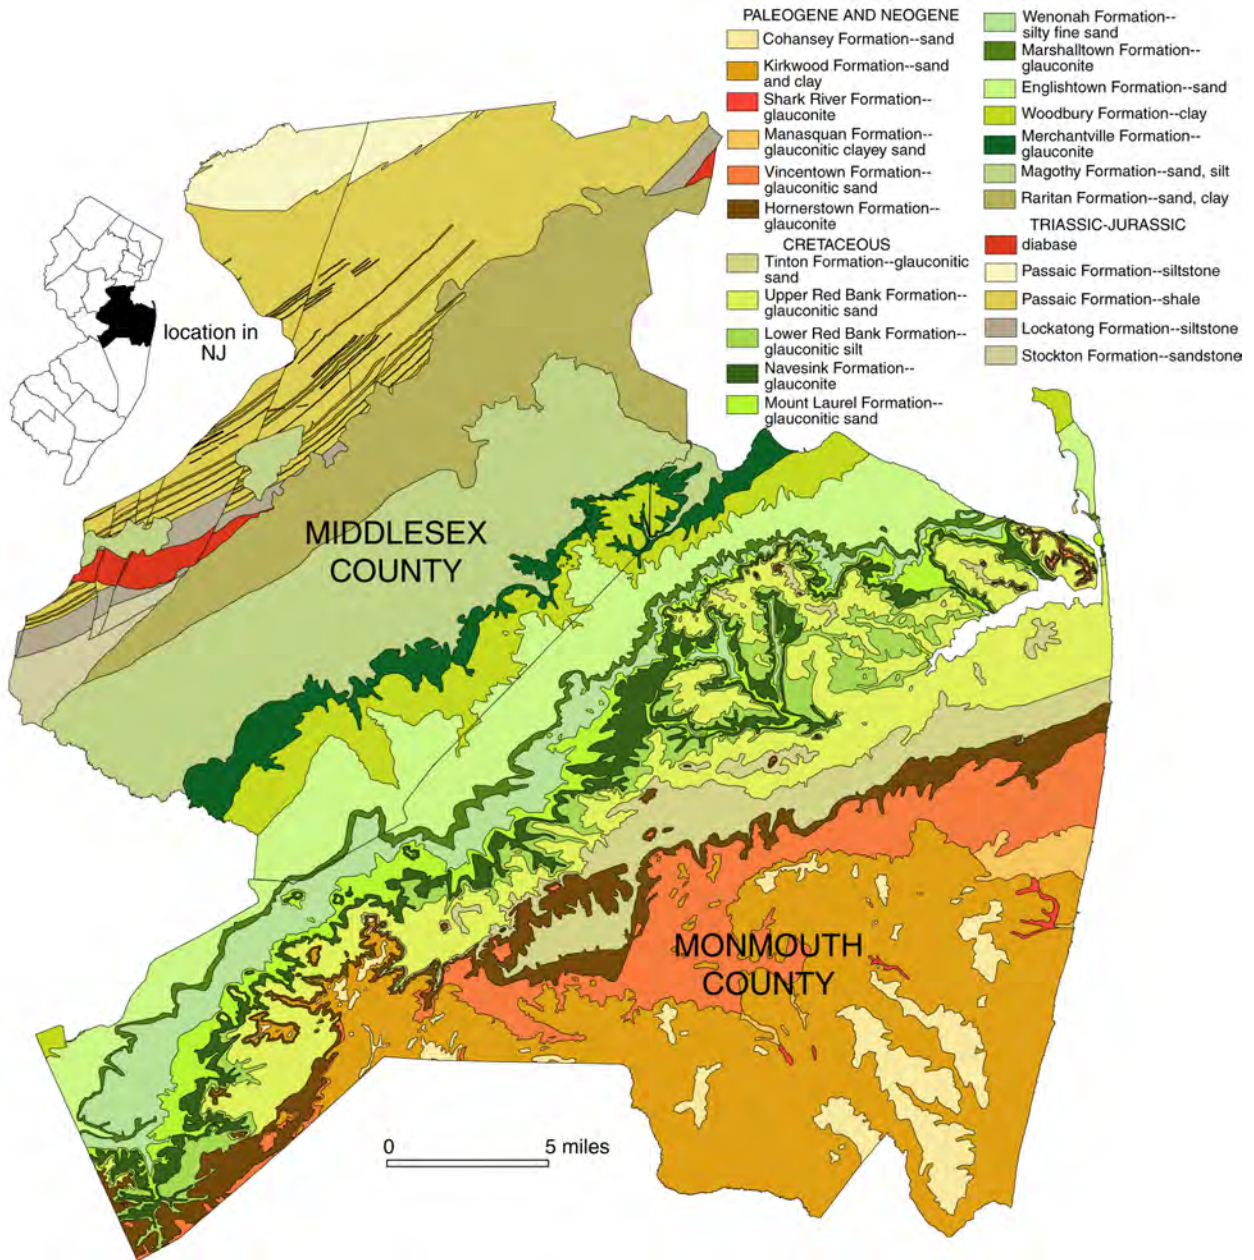 PALEOGENE AND NEOGENE
Cohansey Formation--sand
Kirkwood Formation--sand
and clay
Shark River Formation--
glauconite
Manasquan Formation--
glauconitic clayey sand
Vincentown Formation--
glauconitic sand
Hornerstown Formation--
glauconite
CRETACEOUS
Tinton Formation--glauconitic
sand
Upper Red Bank Formation--
glauconitic sand
Lower Red Bank Formation--
glauconitic silt
Navesink Formation--
glauconite
Mount Laurel Formation--
glauconitic sand
Wenonah Formation--
silty fine sand
Marshalltown Formation--
glauconite
Englishtown Formation--sand
Woodbury Formation--clay
Merchantville Formation--
glauconite
Magothy Formation--sand, silt
Raritan Formation--sand, clay
TRIASSIC-JURASSIC
diabase
Passaic Formation--siltstone
Passaic Formation--shale
Lockatong Formation--siltstone
Stockton Formation--sandstone
location in
NJ
MIDDLESEX
COUNTY
MONMOUTH
COUNTY
0 5 miles